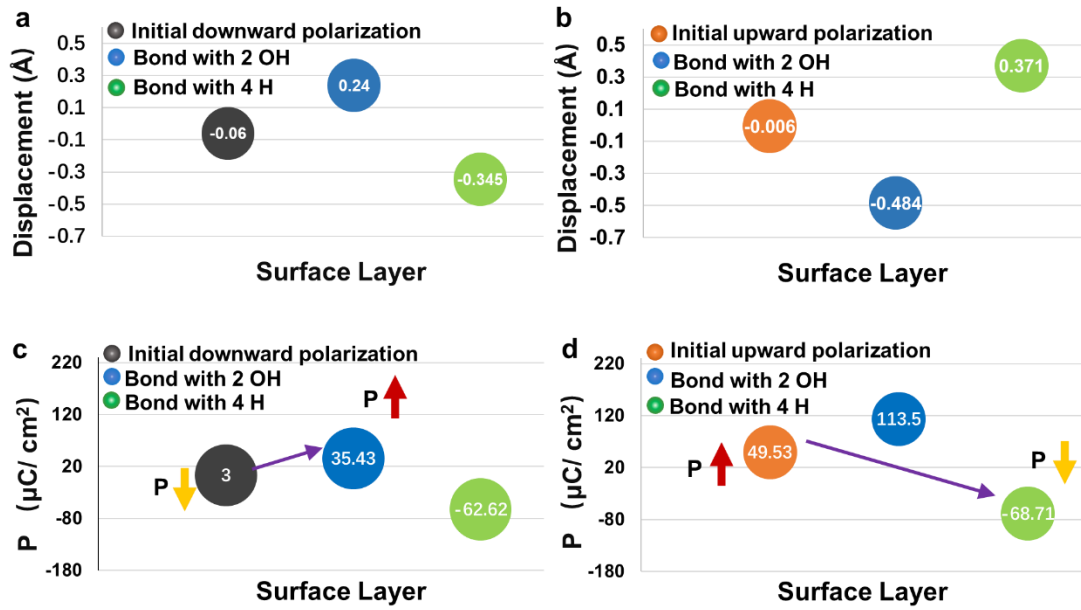 a
Initial downward polarization
Bond with 2 OH
Bond with 4 H
Displacement (Å)
0.5
0.3
0.1
-0.1
-0.3
-0.5
-0.7
-0.06
0.24
-0.345
Surface Layer
b
Initial upward polarization
Bond with 2 OH
Bond with 4 H
Displacement (Å)
0.5
0.3
0.1
-0.1
-0.3
-0.5
-0.7
-0.006
-0.484
0.371
Surface Layer
c
Initial downward polarization
Bond with 2 OH
Bond with 4 H
P (μC/ cm²)
220
120
20
-80
-180
P
3
35.43
P
-62.62
Surface Layer
d
Initial upward polarization
Bond with 2 OH
Bond with 4 H
P (μC/ cm²)
220
120
20
-80
-180
P
49.53
113.5
P
-68.71
Surface Layer